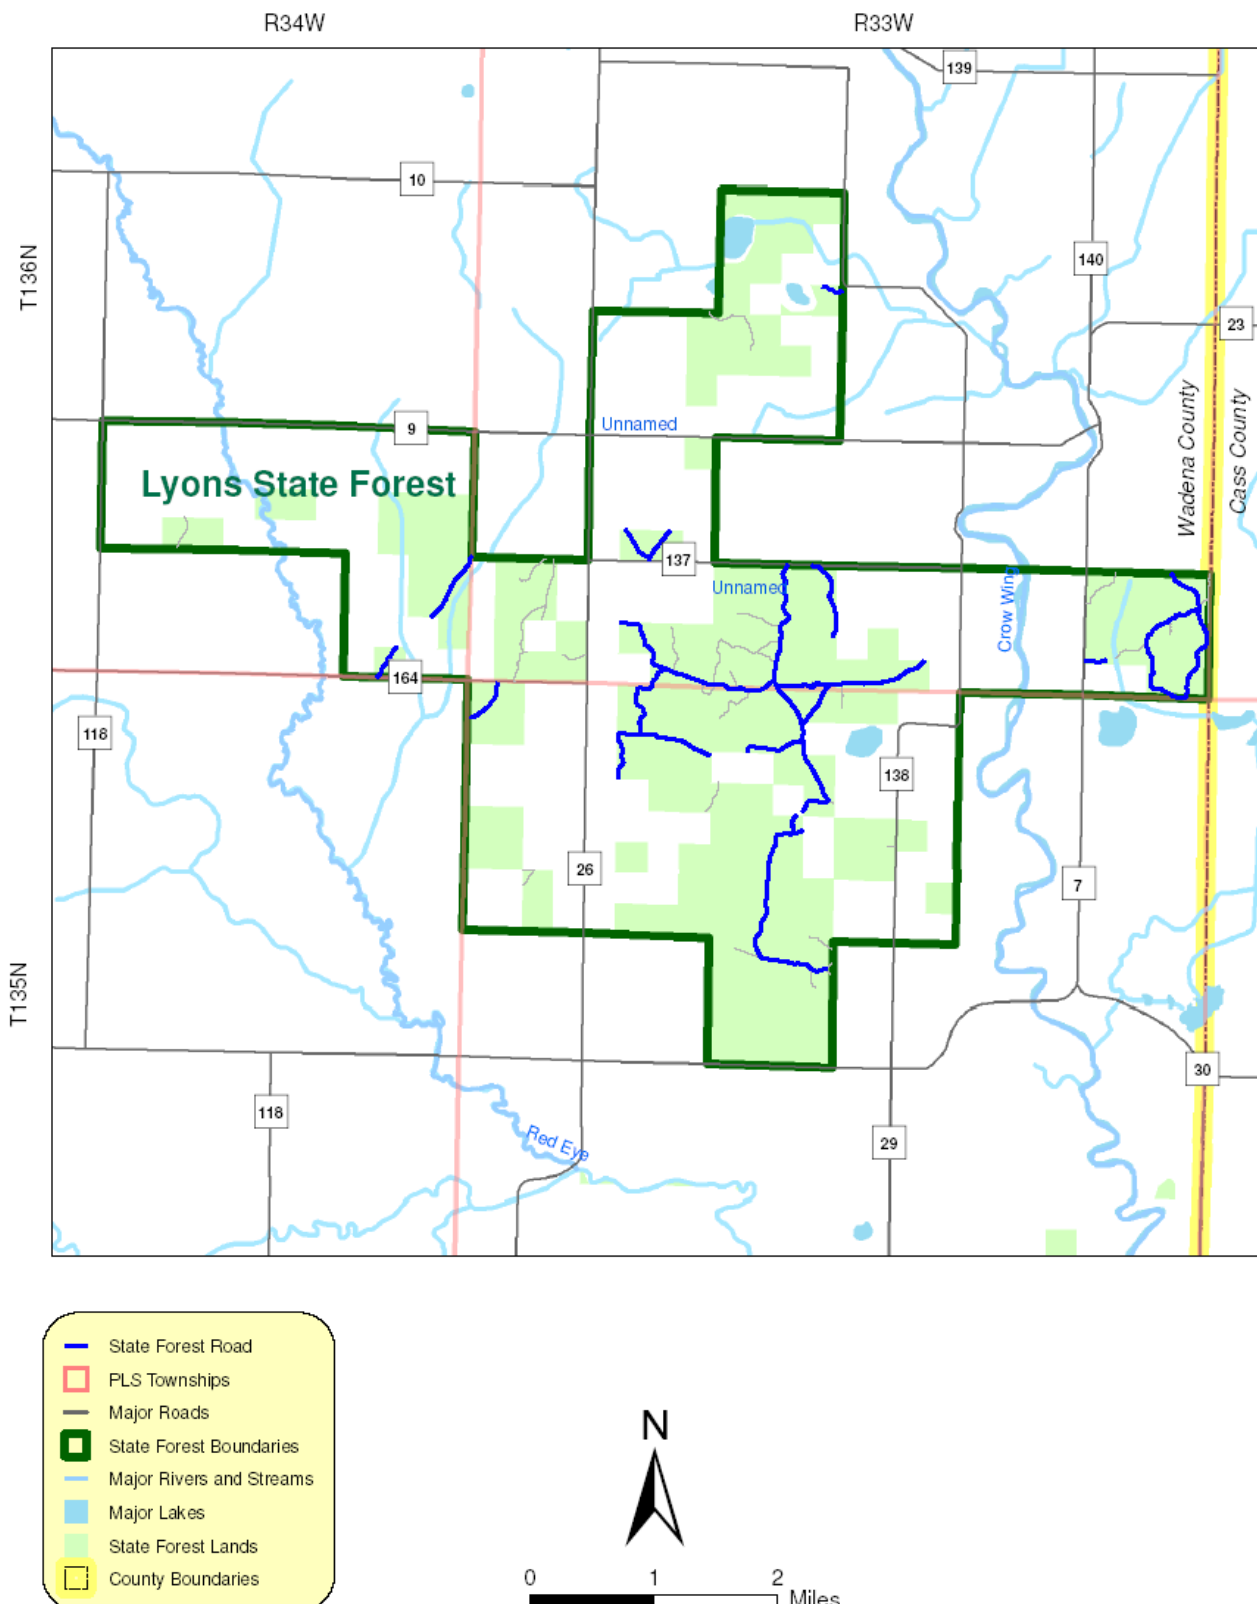 R34W
R33W
139
10
T136N
140
23
Wadena County
Cass County
9
Unnamed
Lyons State Forest
137
Unnamed
Crow Wing
164
118
138
26
7
T135N
30
118
29
Red Eye
State Forest Road
PLS Townships
Major Roads
State Forest Boundaries
Major Rivers and Streams
Major Lakes
State Forest Lands
County Boundaries
N
0 1 2
Miles